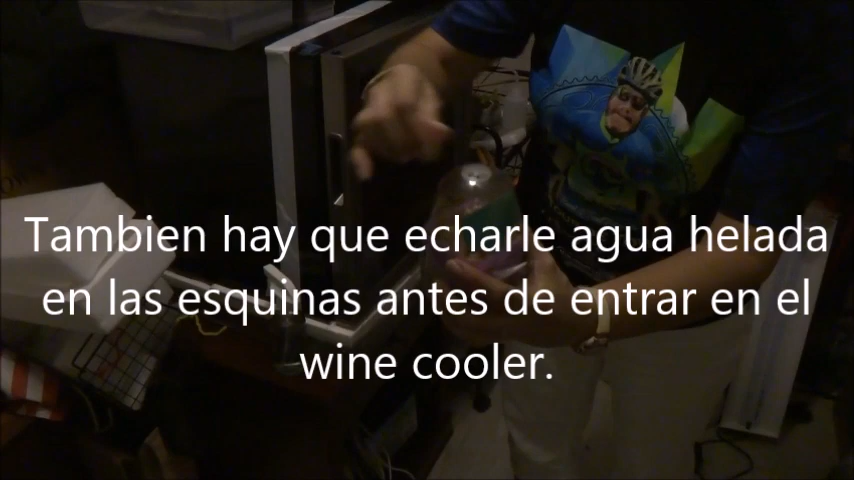 Tambien hay que echarle agua helada
en las esquinas antes de entrar en el
wine cooler.